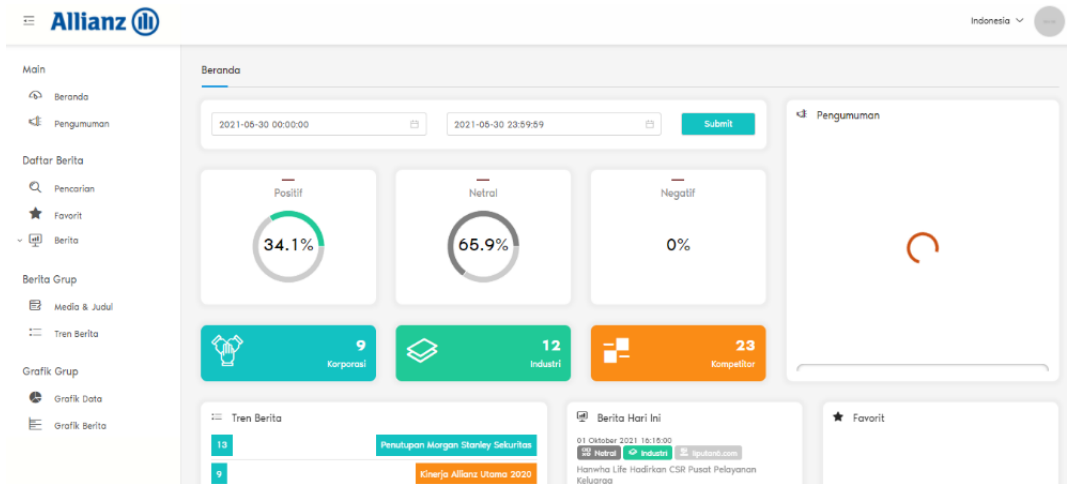 Allianz
Indonesia
Main
Beranda
Pengumuman
Daftar Berita
Pencarian
Favorit
Berita
Berita Grup
Media & Judul
Tren Berita
Grafik Grup
Grafik Data
Grafik Berita
Beranda
2021-05-30 00:00:00
2021-05-30 23:59:59
Submit
Positif
34.1%
Netral
65.9%
Negatif
0%
9
Korporasi
12
Industri
23
Kompetitor
Tren Berita
13
Penutupan Morgan Stanley Sekuritas
9
Kinerja Allianz Utama 2020
Berita Hari Ini
01 Oktober 2021 16:15:00
Netral
Industri
liputan6.com
Hanwha Life Hadirkan CSR Pusat Pelayanan
Keluarga
Pengumuman
Favorit